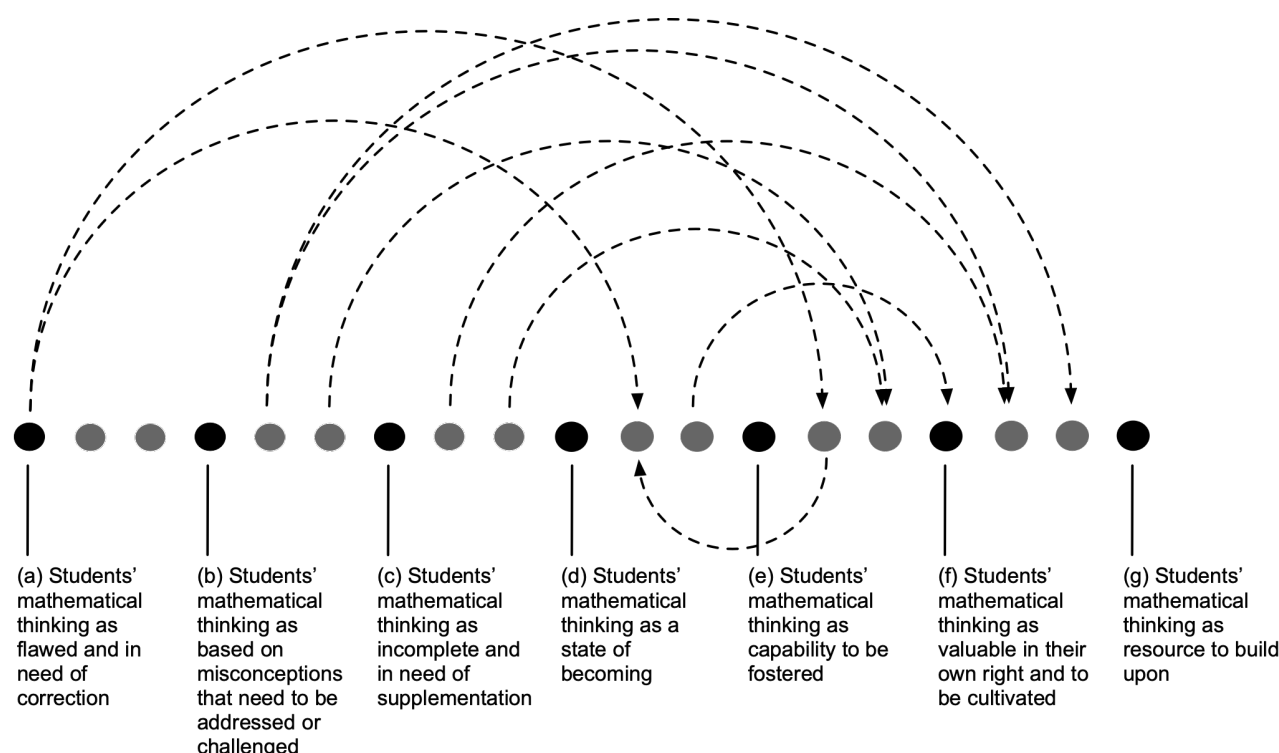 (a) Students’
mathematical
thinking as
flawed and in
need of
correction
(b) Students’
mathematical
thinking as
based on
misconceptions
that need to be
addressed or
challenged
(c) Students’
mathematical
thinking as
incomplete and
in need of
supplementation
(d) Students’
mathematical
thinking as a
state of
becoming
(e) Students’
mathematical
thinking as
capability to be
fostered
(f) Students’
mathematical
thinking as
valuable in their
own right and to
be cultivated
(g) Students’
mathematical
thinking as
resource to build
upon